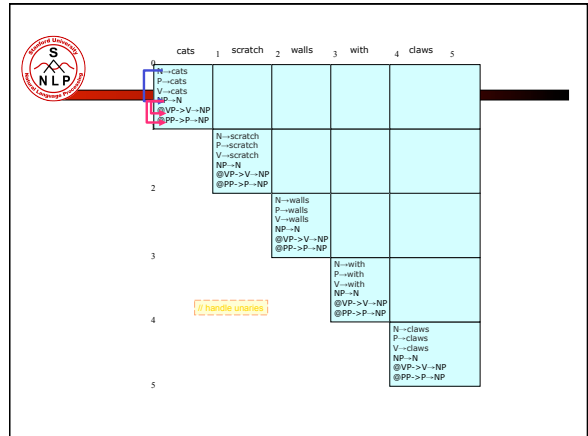 Stanford University
S
N L P
Natural Language Processing
cats 1 scratch 2 walls 3 with 4 claws 5
0
N→cats
P→cats
V→cats
NP→N
@VP->V→NP
@PP->P→NP
1
N→scratch
P→scratch
V→scratch
NP→N
@VP->V→NP
@PP->P→NP
2
N→walls
P→walls
V→walls
NP→N
@VP->V→NP
@PP->P→NP
3
N→with
P→with
V→with
NP→N
@VP->V→NP
@PP->P→NP
// handle unaries
4
N→claws
P→claws
V→claws
NP→N
@VP->V→NP
@PP->P→NP
5